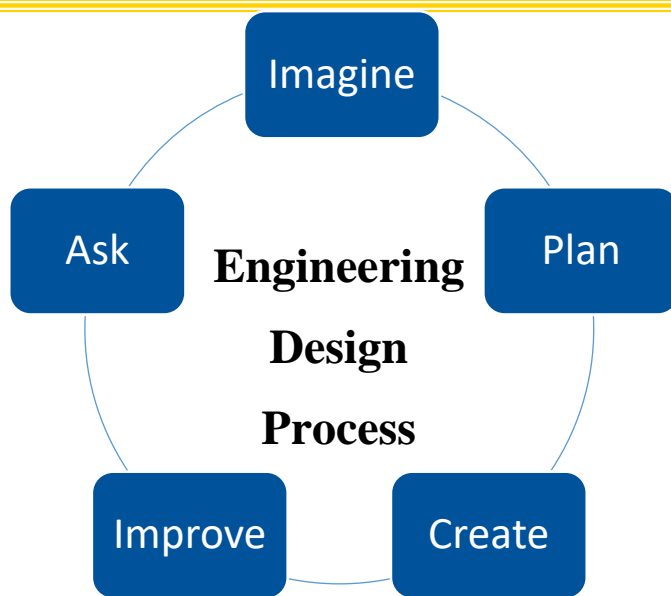 Imagine
Ask
Plan
Engineering
Design
Process
Improve
Create